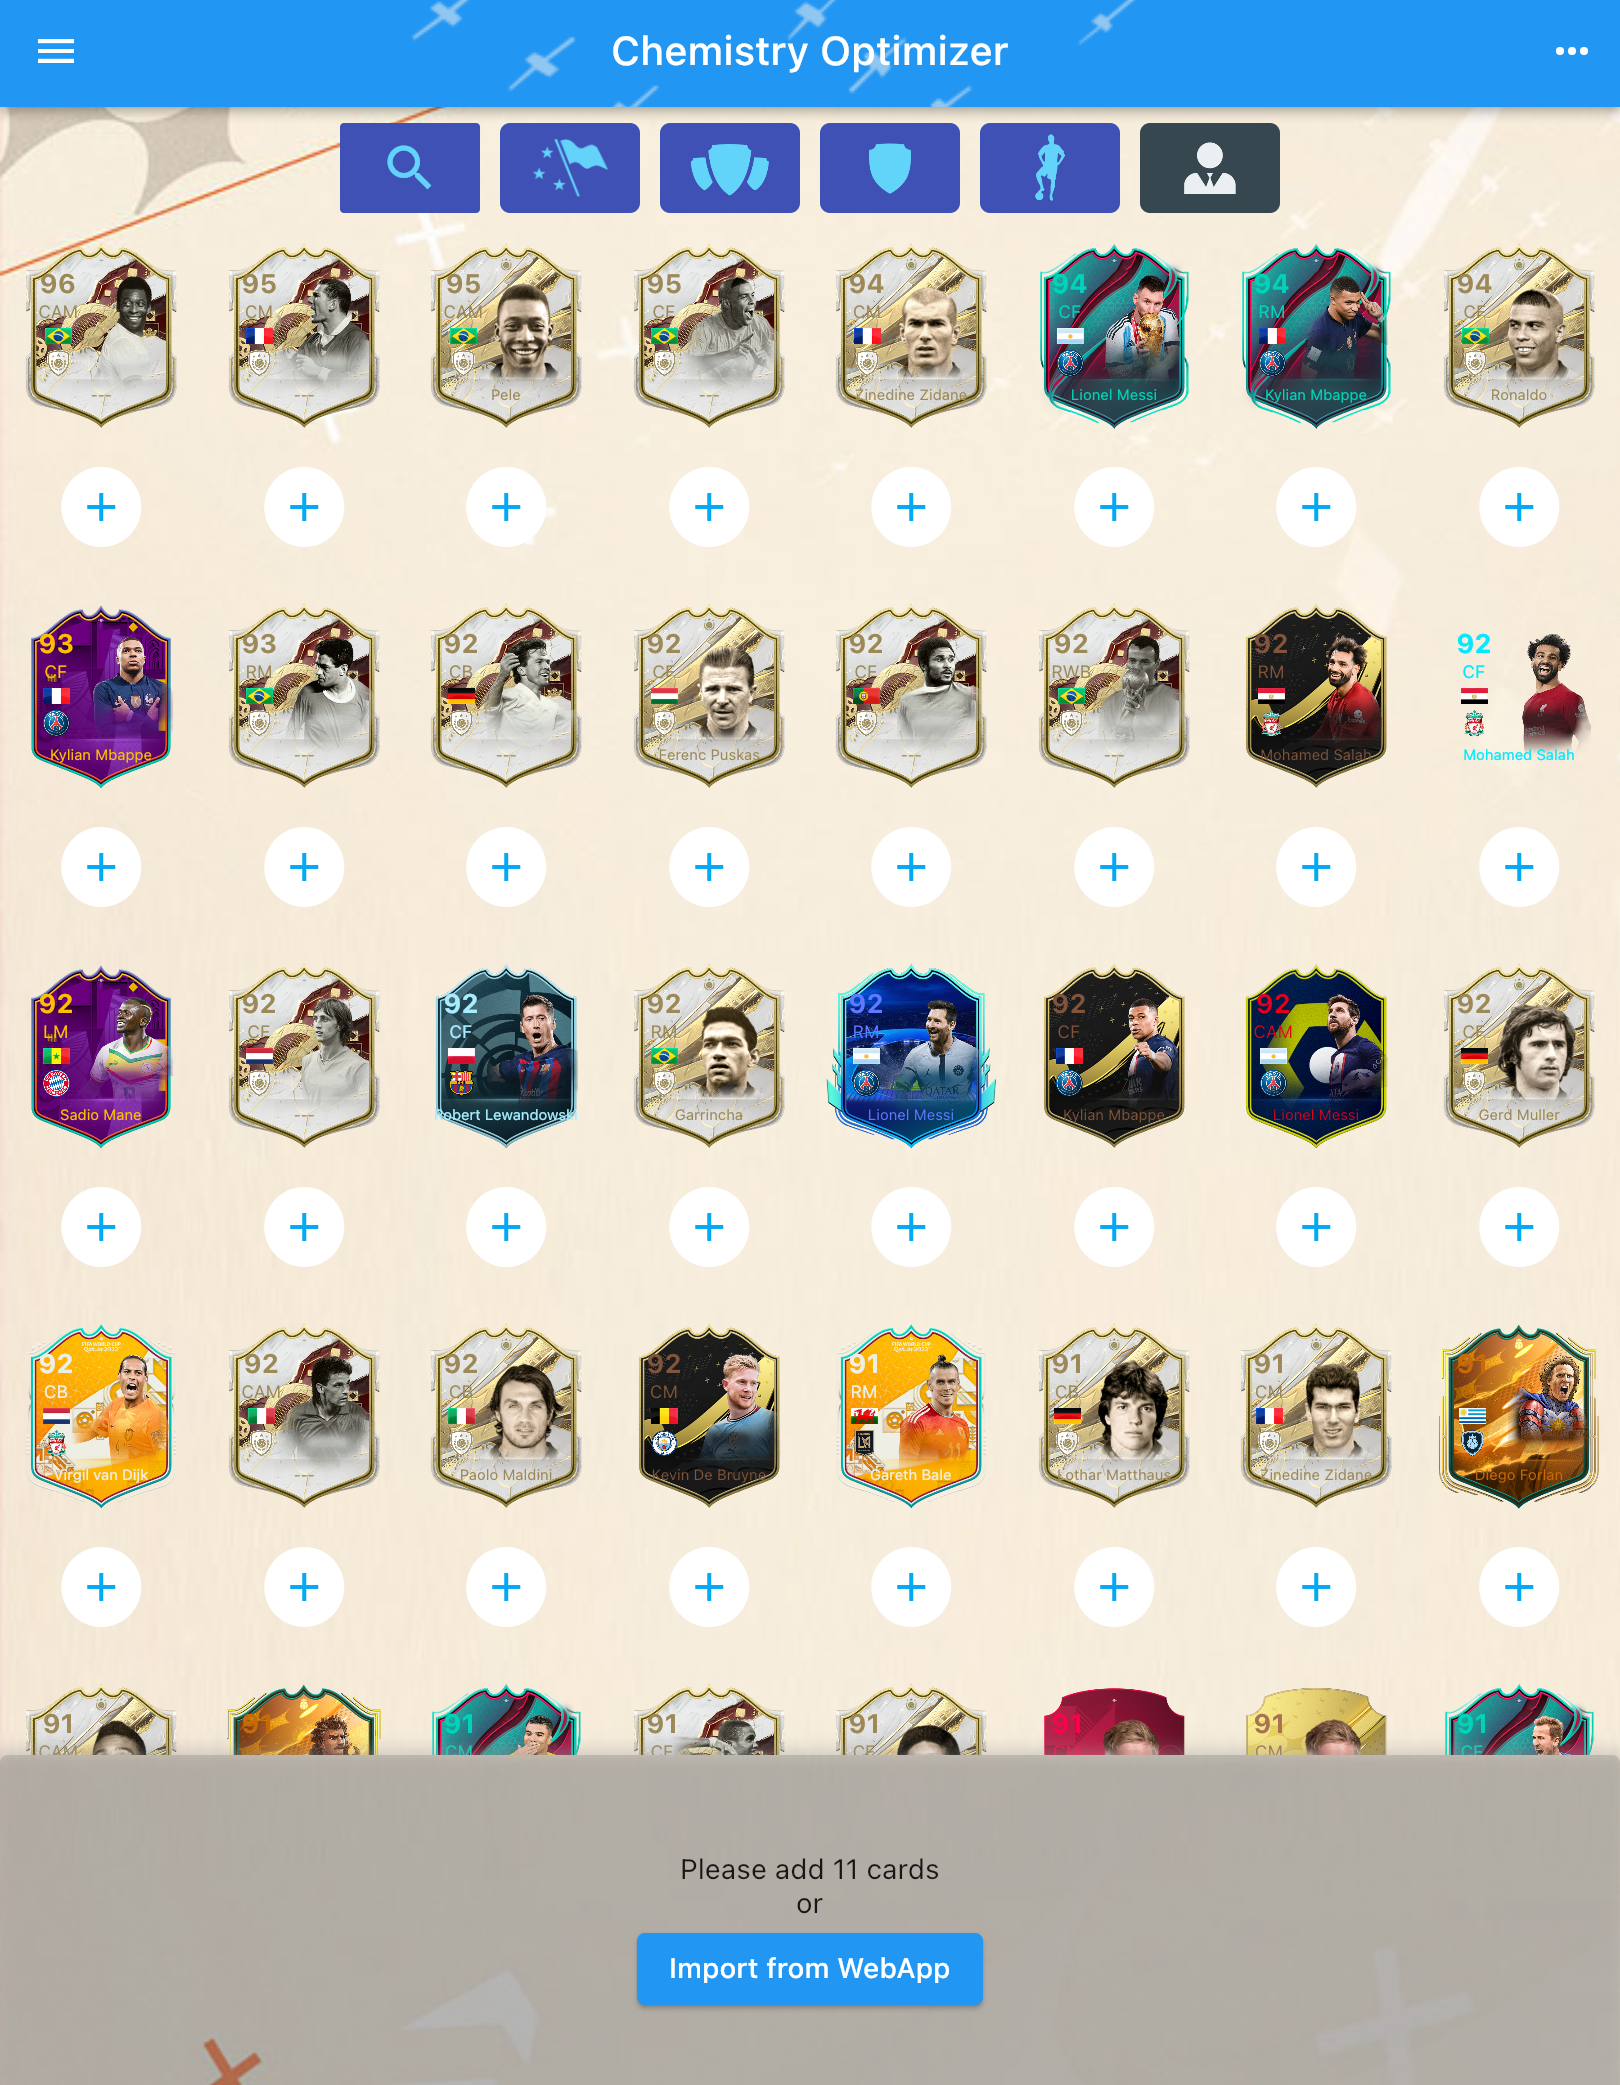 Chemistry Optimizer
96
CAM
---
95
CM
---
95
CAM
Pele
95
CF
---
94
CM
Zinedine Zidane
94
CF
Lionel Messi
94
RM
Kylian Mbappe
94
CF
Ronaldo
93
CF
Kylian Mbappe
93
RM
---
92
CB
---
92
CF
Ferenc Puskas
92
CF
---
92
RWB
---
92
RM
Mohamed Salah
92
CF
Mohamed Salah
92
LM
Sadio Mane
92
CF
---
92
CF
Robert Lewandowski
92
RM
Garrincha
92
RM
Lionel Messi
92
CF
Kylian Mbappe
92
CAM
Lionel Messi
92
CF
Gerd Muller
92
CB
Virgil van Dijk
92
CAM
---
92
CB
Paolo Maldini
92
CM
Kevin De Bruyne
91
RM
Gareth Bale
91
CB
Lothar Matthaus
91
CM
Zinedine Zidane
Diego Forlan
91
CAM
91
91
CM
91
CF
91
CF
91
91
CM
91
CF
Please add 11 cards
or
Import from WebApp